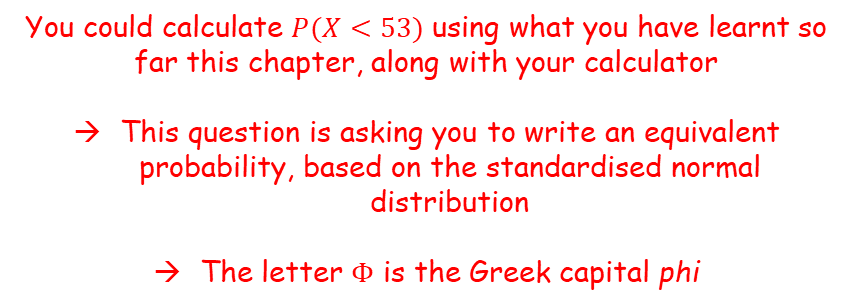 You could calculate P(X < 53) using what you have learnt so
far this chapter, along with your calculator
→ This question is asking you to write an equivalent
probability, based on the standardised normal
distribution
→ The letter Φ is the Greek capital phi